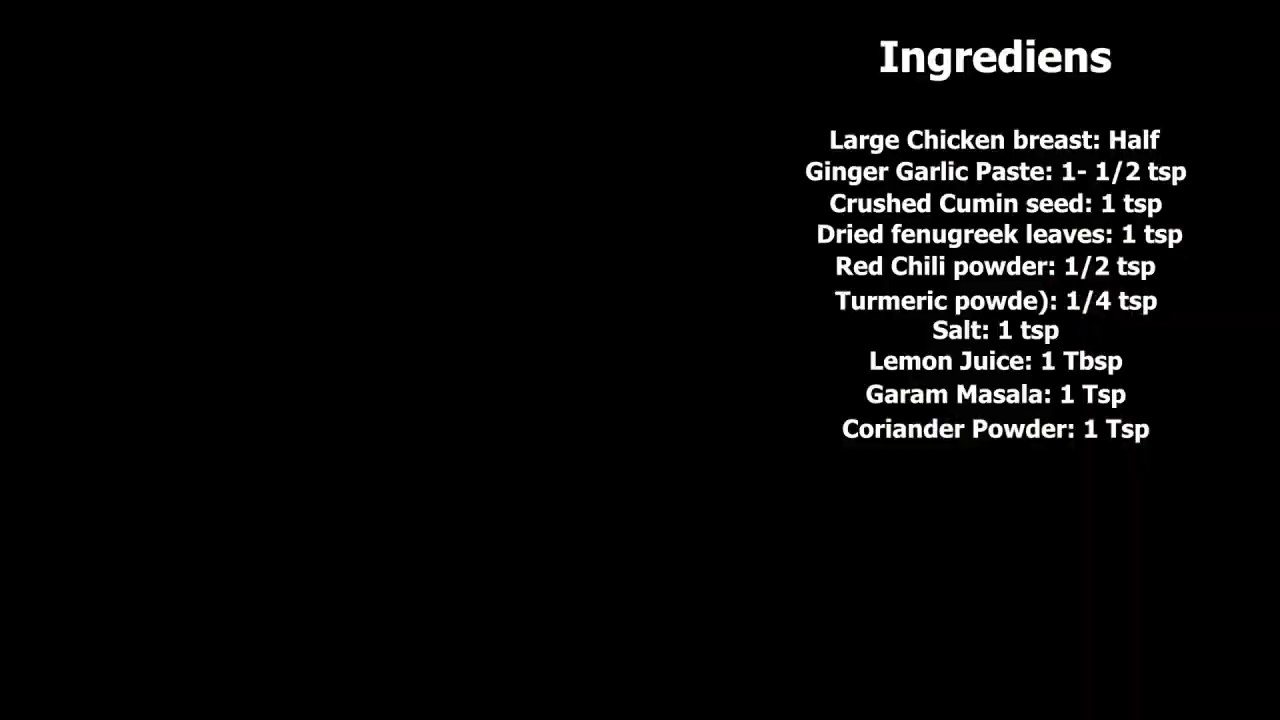 Ingrediens
Large Chicken breast: Half
Ginger Garlic Paste: 1- 1/2 tsp
Crushed Cumin seed: 1 tsp
Dried fenugreek leaves: 1 tsp
Red Chili powder: 1/2 tsp
Turmeric powde): 1/4 tsp
Salt: 1 tsp
Lemon Juice: 1 Tbsp
Garam Masala: 1 Tsp
Coriander Powder: 1 Tsp